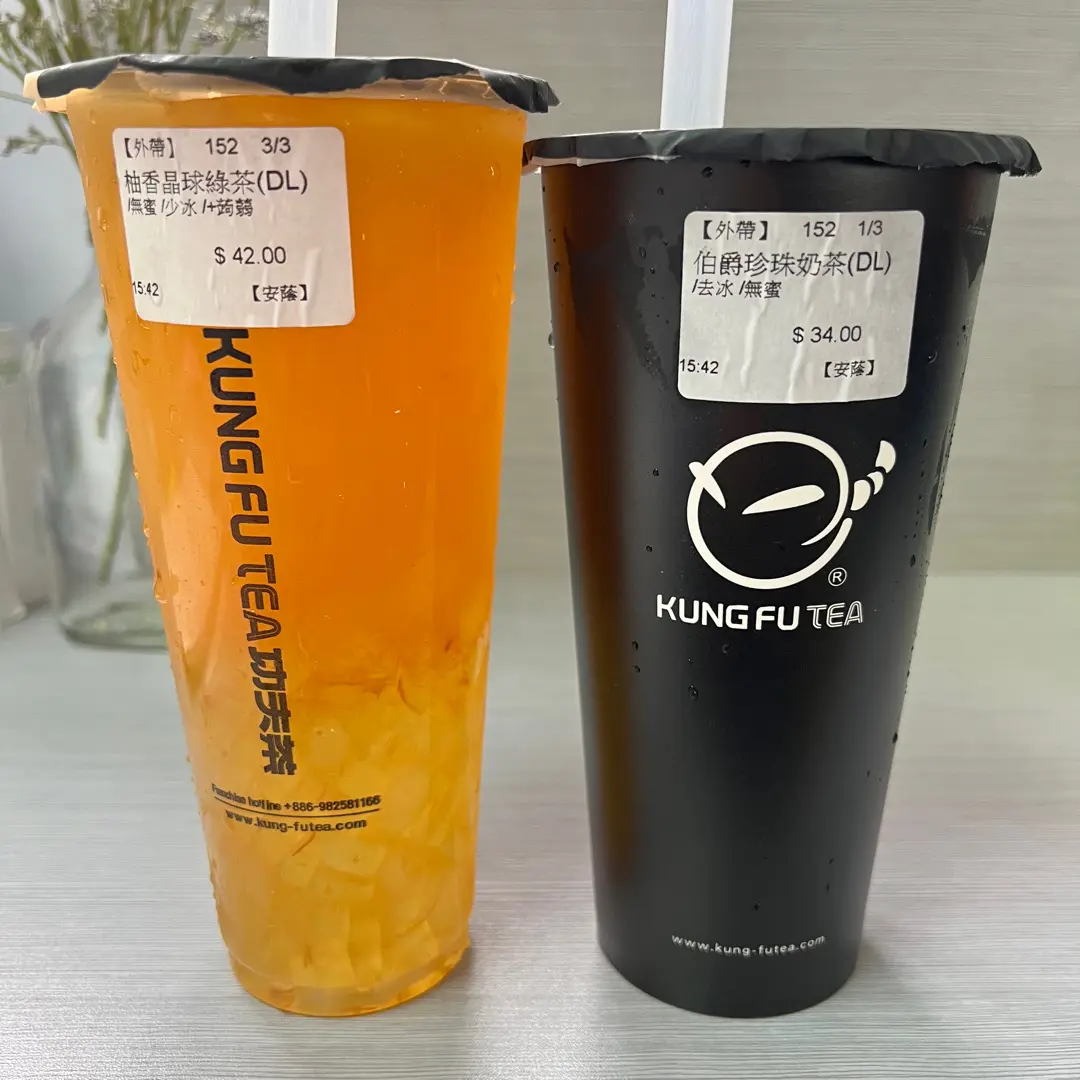 【外帶】 152 3/3
柚香晶球綠茶(DL)
/無蜜 /少冰 /+蒟蒻
$ 42.00
15:42 【安蔭】
KUNG FU TEA 功夫茶
Franchise hotline +886-982581166
www.kung-futea.com
【外帶】 152 1/3
伯爵珍珠奶茶(DL)
/去冰 /無蜜
$ 34.00
15:42 【安蔭】
®
KUNG FU TEA
www.kung-futea.com